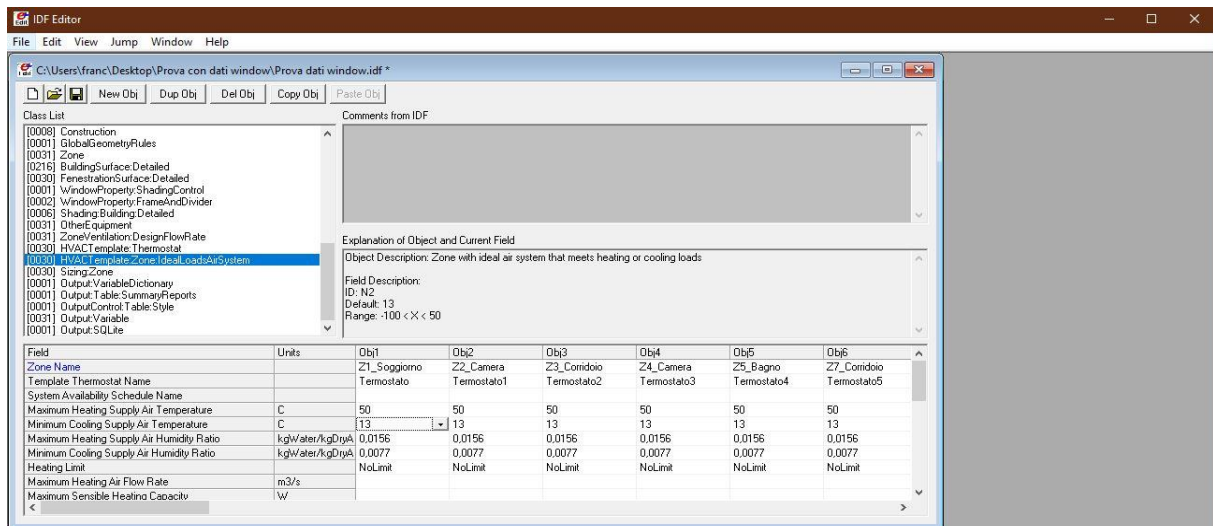 IDF Editor
File Edit View Jump Window Help
C:\Users\franc\Desktop\Prova con dati window\Prova dati window.idf *
New Obj Dup Obj Del Obj Copy Obj Paste Obj
Class List
Comments from IDF
[0008] Construction
[0001] GlobalGeometryRules
[0031] Zone
[0216] BuildingSurface:Detailed
[0030] FenestrationSurface:Detailed
[0001] WindowProperty:ShadingControl
[0002] WindowProperty:FrameAndDivider
[0006] Shading:Building:Detailed
[0031] OtherEquipment
[0031] ZoneVentilation:DesignFlowRate
[0030] HVACTemplate:Thermostat
[0030] HVACTemplate:Zone:IdealLoadsAirSystem
[0030] Sizing:Zone
[0001] Output:VariableDictionary
[0001] Output:Table:SummaryReports
[0001] OutputControl:Table:Style
[0031] Output:Variable
[0001] Output:SQLite
Explanation of Object and Current Field
Object Description: Zone with ideal air system that meets heating or cooling loads
Field Description:
ID: N2
Default: 13
Range: -100 < X < 50
Field Units Obj1 Obj2 Obj3 Obj4 Obj5 Obj6
Zone Name Z1_Soggiorno Z2_Camera Z3_Corridoio Z4_Camera Z5_Bagno Z7_Corridoio
Template Thermostat Name Termostato Termostato1 Termostato2 Termostato3 Termostato4 Termostato5
System Availability Schedule Name
Maximum Heating Supply Air Temperature C 50 50 50 50 50 50
Minimum Cooling Supply Air Temperature C 13 13 13 13 13 13
Maximum Heating Supply Air Humidity Ratio kgWater/kgDryA 0,0156 0,0156 0,0156 0,0156 0,0156 0,0156
Minimum Cooling Supply Air Humidity Ratio kgWater/kgDryA 0,0077 0,0077 0,0077 0,0077 0,0077 0,0077
Heating Limit NoLimit NoLimit NoLimit NoLimit NoLimit NoLimit
Maximum Heating Air Flow Rate m3/s
Maximum Sensible Heating Capacity W